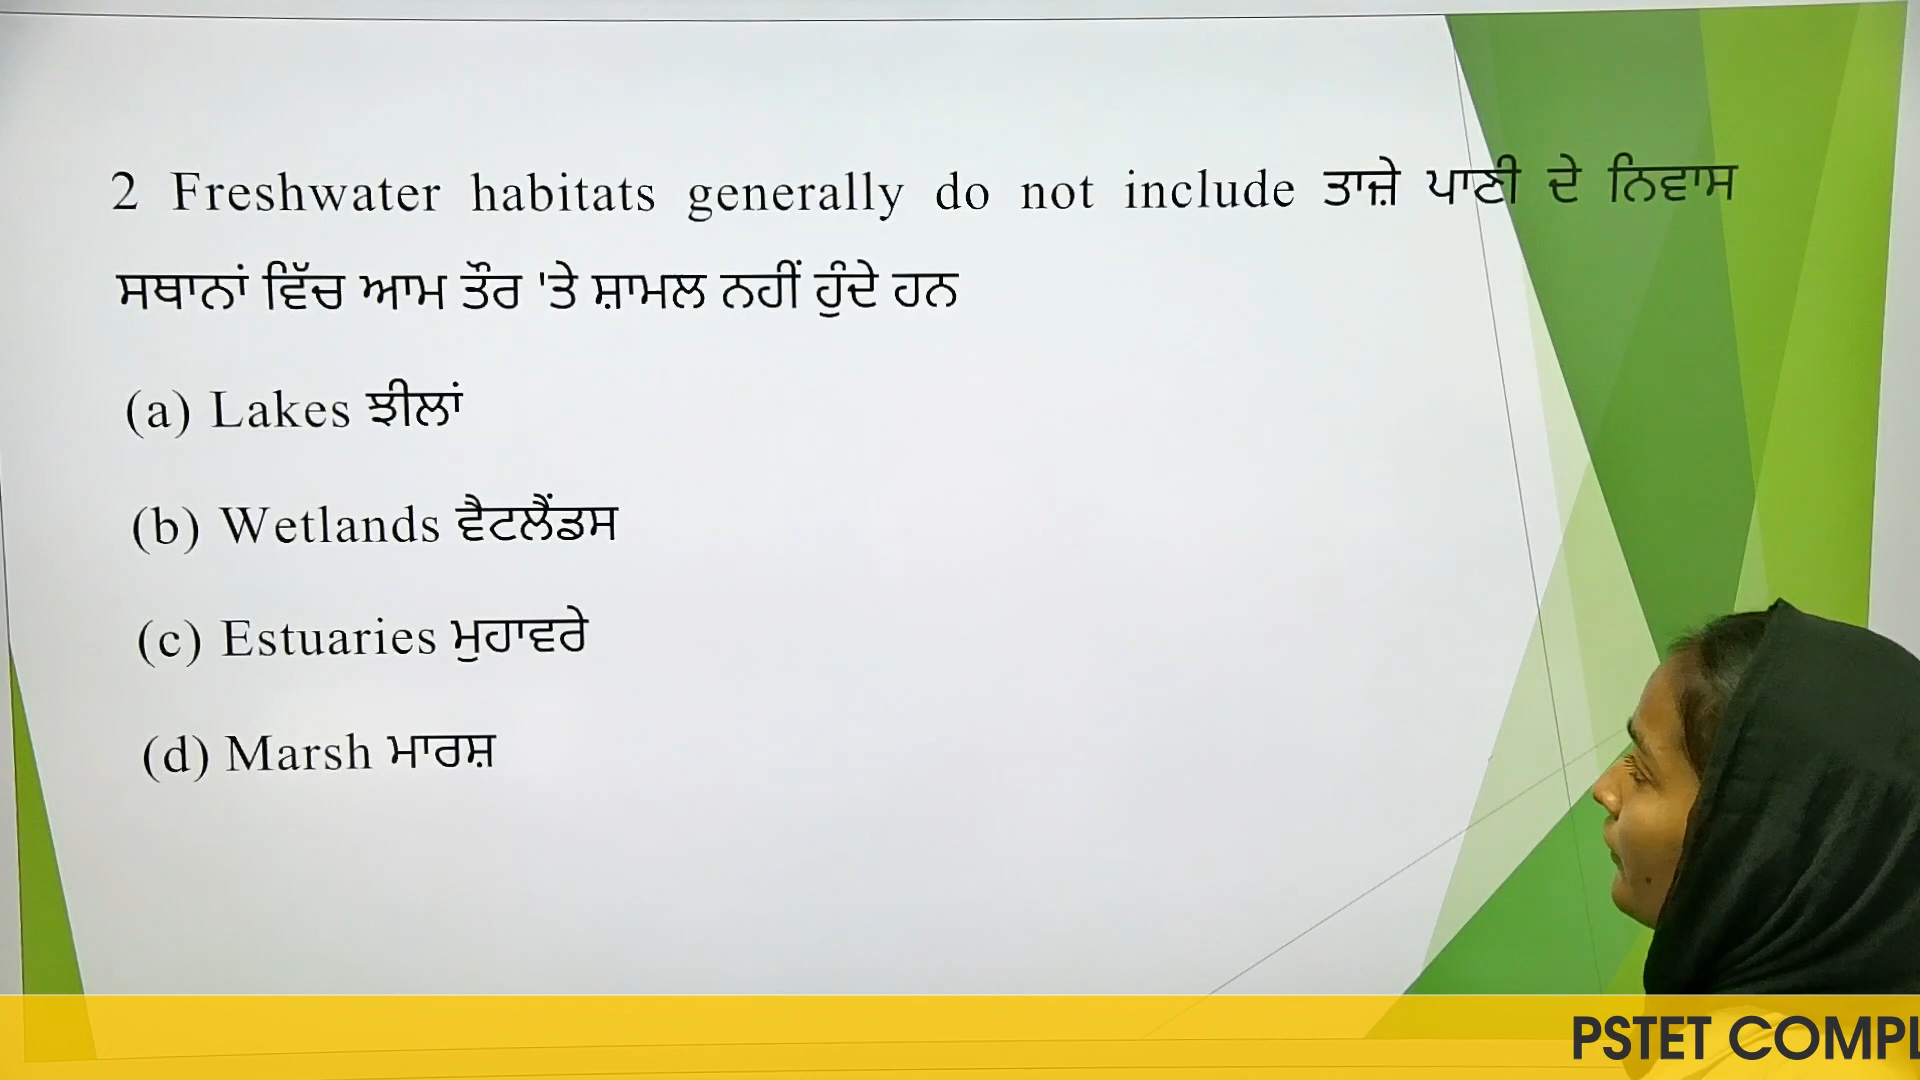 2 Freshwater habitats generally do not include ਤਾਜ਼ੇ ਪਾਣੀ ਦੇ ਨਿਵਾਸ
ਸਥਾਨਾਂ ਵਿੱਚ ਆਮ ਤੌਰ 'ਤੇ ਸ਼ਾਮਲ ਨਹੀਂ ਹੁੰਦੇ ਹਨ
(a) Lakes ਝੀਲਾਂ
(b) Wetlands ਵੈਟਲੈਂਡਸ
(c) Estuaries ਮੁਹਾਵਰੇ
(d) Marsh ਮਾਰਸ਼
PSTET COMPL